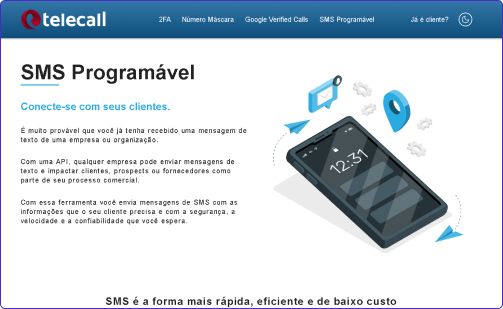 telecall
2FA
Número Máscara
Google Verified Calls
SMS Programável
Já é cliente?
SMS Programável
Conecte-se com seus clientes.
É muito provável que você já tenha recebido uma mensagem de
texto de uma empresa ou organização.
Com uma API, qualquer empresa pode enviar mensagens de
texto e impactar clientes, prospects ou fornecedores como
parte de seu processo comercial.
Com essa ferramenta você envia mensagens de SMS com as
informações que o seu cliente precisa e com a segurança, a
velocidade e a confiabilidade que você espera.
12:31
SMS é a forma mais rápida, eficiente e de baixo custo